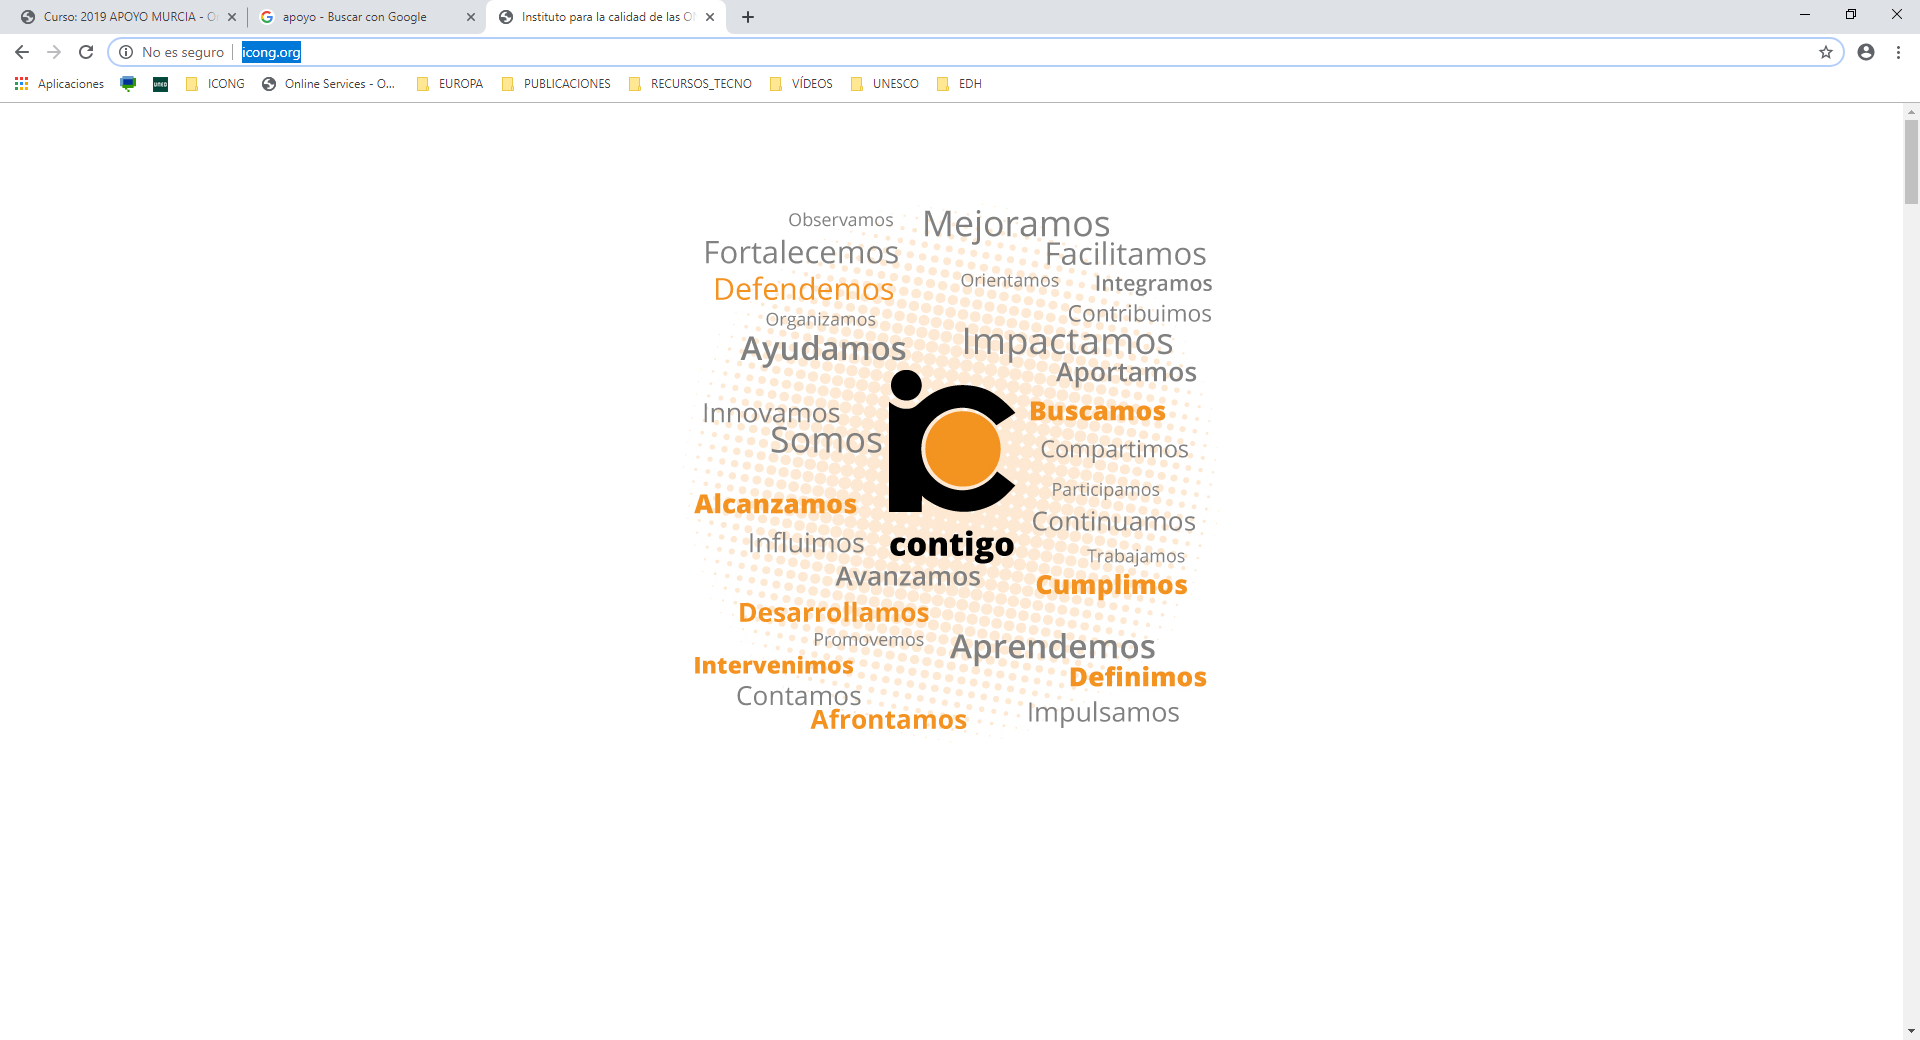 Curso: 2019 APOYO MURCIA - O
apoyo - Buscar con Google
Instituto para la calidad de las O
No es seguro
icong.org
Aplicaciones
UNED
ICONG
Online Services - O...
EUROPA
PUBLICACIONES
RECURSOS_TECNO
VÍDEOS
UNESCO
EDH
Observamos
Mejoramos
Fortalecemos
Facilitamos
Defendemos
Orientamos
Integramos
Organizamos
Contribuimos
Ayudamos
Impactamos
Aportamos
Innovamos
Buscamos
Somos
ic
Compartimos
Participamos
Alcanzamos
Continuamos
Influimos
contigo
Trabajamos
Avanzamos
Cumplimos
Desarrollamos
Promovemos
Aprendemos
Intervenimos
Definimos
Contamos
Impulsamos
Afrontamos